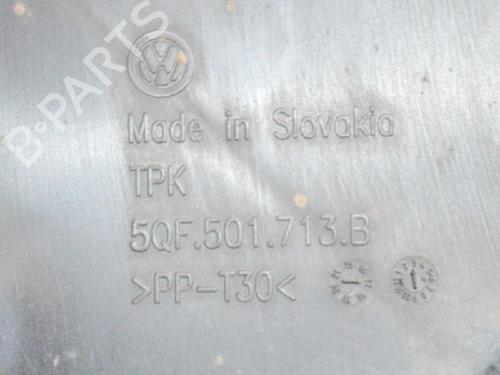 B-PARTS
Made in Slovakia
TPK
5QF.501.713.B
>PP-T30<